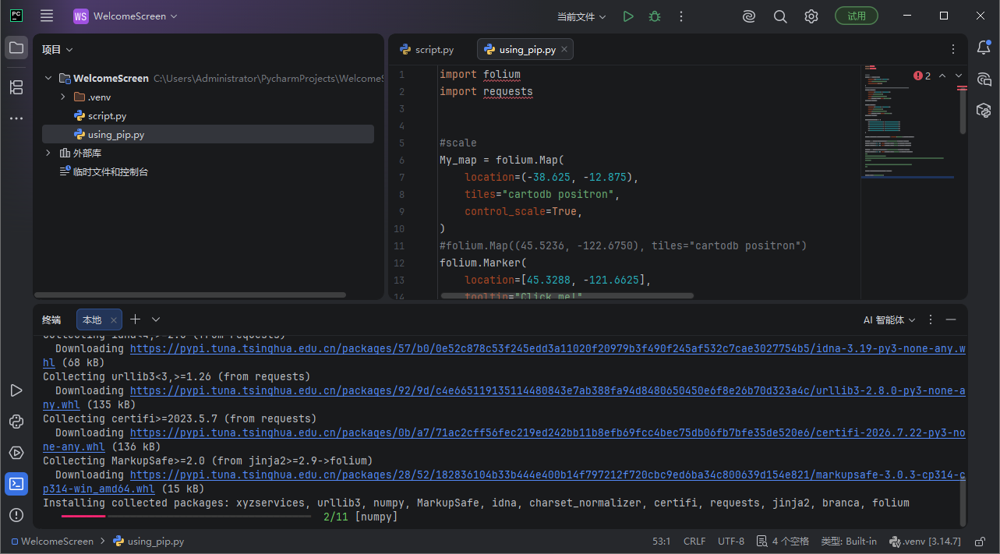 PC
WS WelcomeScreen
当前文件
试用
项目
WelcomeScreen C:\Users\Administrator\PycharmProjects\WelcomeS
.venv
script.py
using_pip.py
外部库
临时文件和控制台
script.py
using_pip.py
2
1 import folium
2 import requests
3
4
5 #scale
6 My_map = folium.Map(
7 location=(-38.625, -12.875),
8 tiles="cartodb positron",
9 control_scale=True,
10 )
11 #folium.Map((45.5236, -122.6750), tiles="cartodb positron")
12 folium.Marker(
13 location=[45.3288, -121.6625],
14 tooltip="Click me!"
终端
本地
AI 智能体
Collecting idna<4,>=2.5 (from requests)
Downloading https://pypi.tuna.tsinghua.edu.cn/packages/57/b0/0e52c878c53f245edd3a11020f20979b3f490f245af532c7cae3027754b5/idna-3.19-py3-none-any.w
hl (68 kB)
Collecting urllib3<3,>=1.26 (from requests)
Downloading https://pypi.tuna.tsinghua.edu.cn/packages/92/9d/c4e665119135114480843e7ab388fa94d8480650450e6f8e26b70d323a4c/urllib3-2.8.0-py3-none-a
ny.whl (135 kB)
Collecting certifi>=2023.5.7 (from requests)
Downloading https://pypi.tuna.tsinghua.edu.cn/packages/0b/a7/71ac2cff56fec219ed242bb11b8efb69fcc4bec75db06fb7bfe35de520e6/certifi-2026.7.22-py3-no
ne-any.whl (136 kB)
Collecting MarkupSafe>=2.0 (from jinja2>=2.9->folium)
Downloading https://pypi.tuna.tsinghua.edu.cn/packages/28/52/182836104b33b444e400b14f797212f720cbc9ed6ba34c800639d154e821/markupsafe-3.0.3-cp314-c
p314-win_amd64.whl (15 kB)
Installing collected packages: xyzservices, urllib3, numpy, MarkupSafe, idna, charset_normalizer, certifi, requests, jinja2, branca, folium
2/11 [numpy]
WelcomeScreen
using_pip.py
53:1
CRLF
UTF-8
4 个空格
类型: Built-in
.venv [3.14.7]